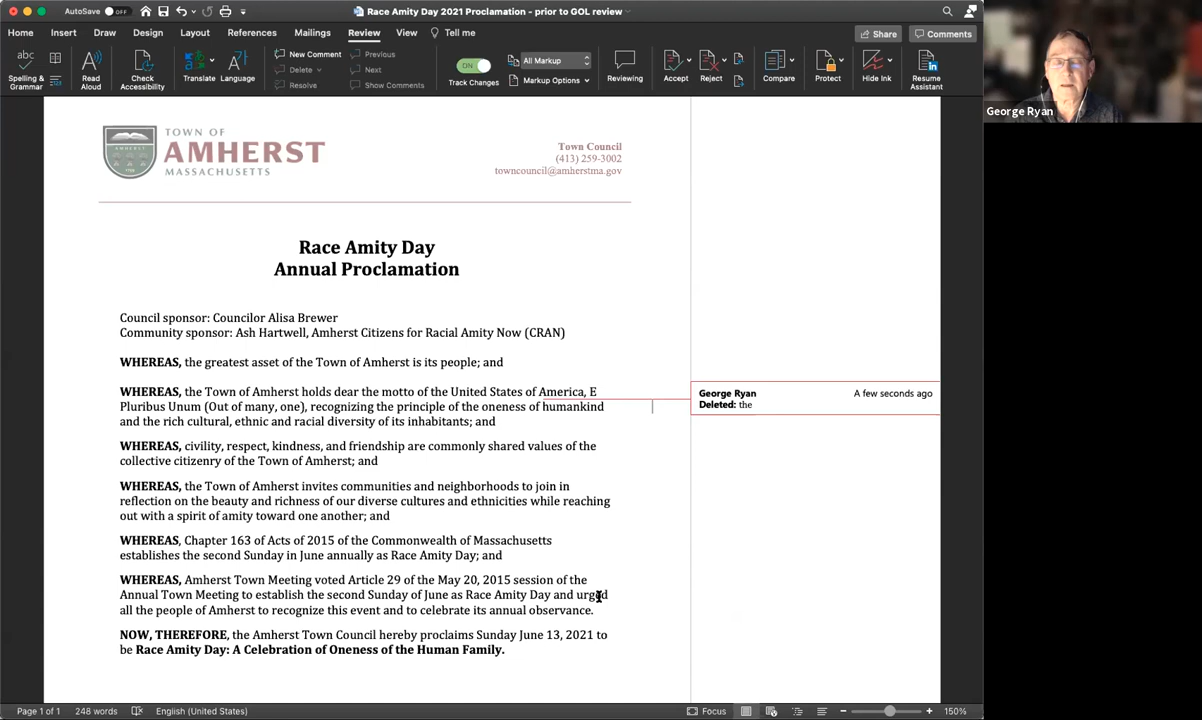 AutoSave OFF Race Amity Day 2021 Proclamation - prior to GOL review
Home Insert Draw Design Layout References Mailings Review View Tell me Share Comments
Spelling & Grammar
Read Aloud
Check Accessibility
Translate
Language
New Comment
Delete
Resolve
Previous
Next
Show Comments
ON
Track Changes
All Markup
Markup Options
Reviewing
Accept
Reject
Compare
Protect
Hide Ink
Resume Assistant
George Ryan
TOWN OF
AMHERST
MASSACHUSETTS
Town Council
(413) 259-3002
towncouncil@amherstma.gov
Race Amity Day
Annual Proclamation
Council sponsor: Councilor Alisa Brewer
Community sponsor: Ash Hartwell, Amherst Citizens for Racial Amity Now (CRAN)
WHEREAS, the greatest asset of the Town of Amherst is its people; and
WHEREAS, the Town of Amherst holds dear the motto of the United States of America, E
Pluribus Unum (Out of many, one), recognizing the principle of the oneness of humankind
and the rich cultural, ethnic and racial diversity of its inhabitants; and
WHEREAS, civility, respect, kindness, and friendship are commonly shared values of the
collective citizenry of the Town of Amherst; and
WHEREAS, the Town of Amherst invites communities and neighborhoods to join in
reflection on the beauty and richness of our diverse cultures and ethnicities while reaching
out with a spirit of amity toward one another; and
WHEREAS, Chapter 163 of Acts of 2015 of the Commonwealth of Massachusetts
establishes the second Sunday in June annually as Race Amity Day; and
WHEREAS, Amherst Town Meeting voted Article 29 of the May 20, 2015 session of the
Annual Town Meeting to establish the second Sunday of June as Race Amity Day and urged
all the people of Amherst to recognize this event and to celebrate its annual observance.
NOW, THEREFORE, the Amherst Town Council hereby proclaims Sunday June 13, 2021 to
be Race Amity Day: A Celebration of Oneness of the Human Family.
George Ryan A few seconds ago
Deleted: the
Page 1 of 1 248 words English (United States) Focus 150%